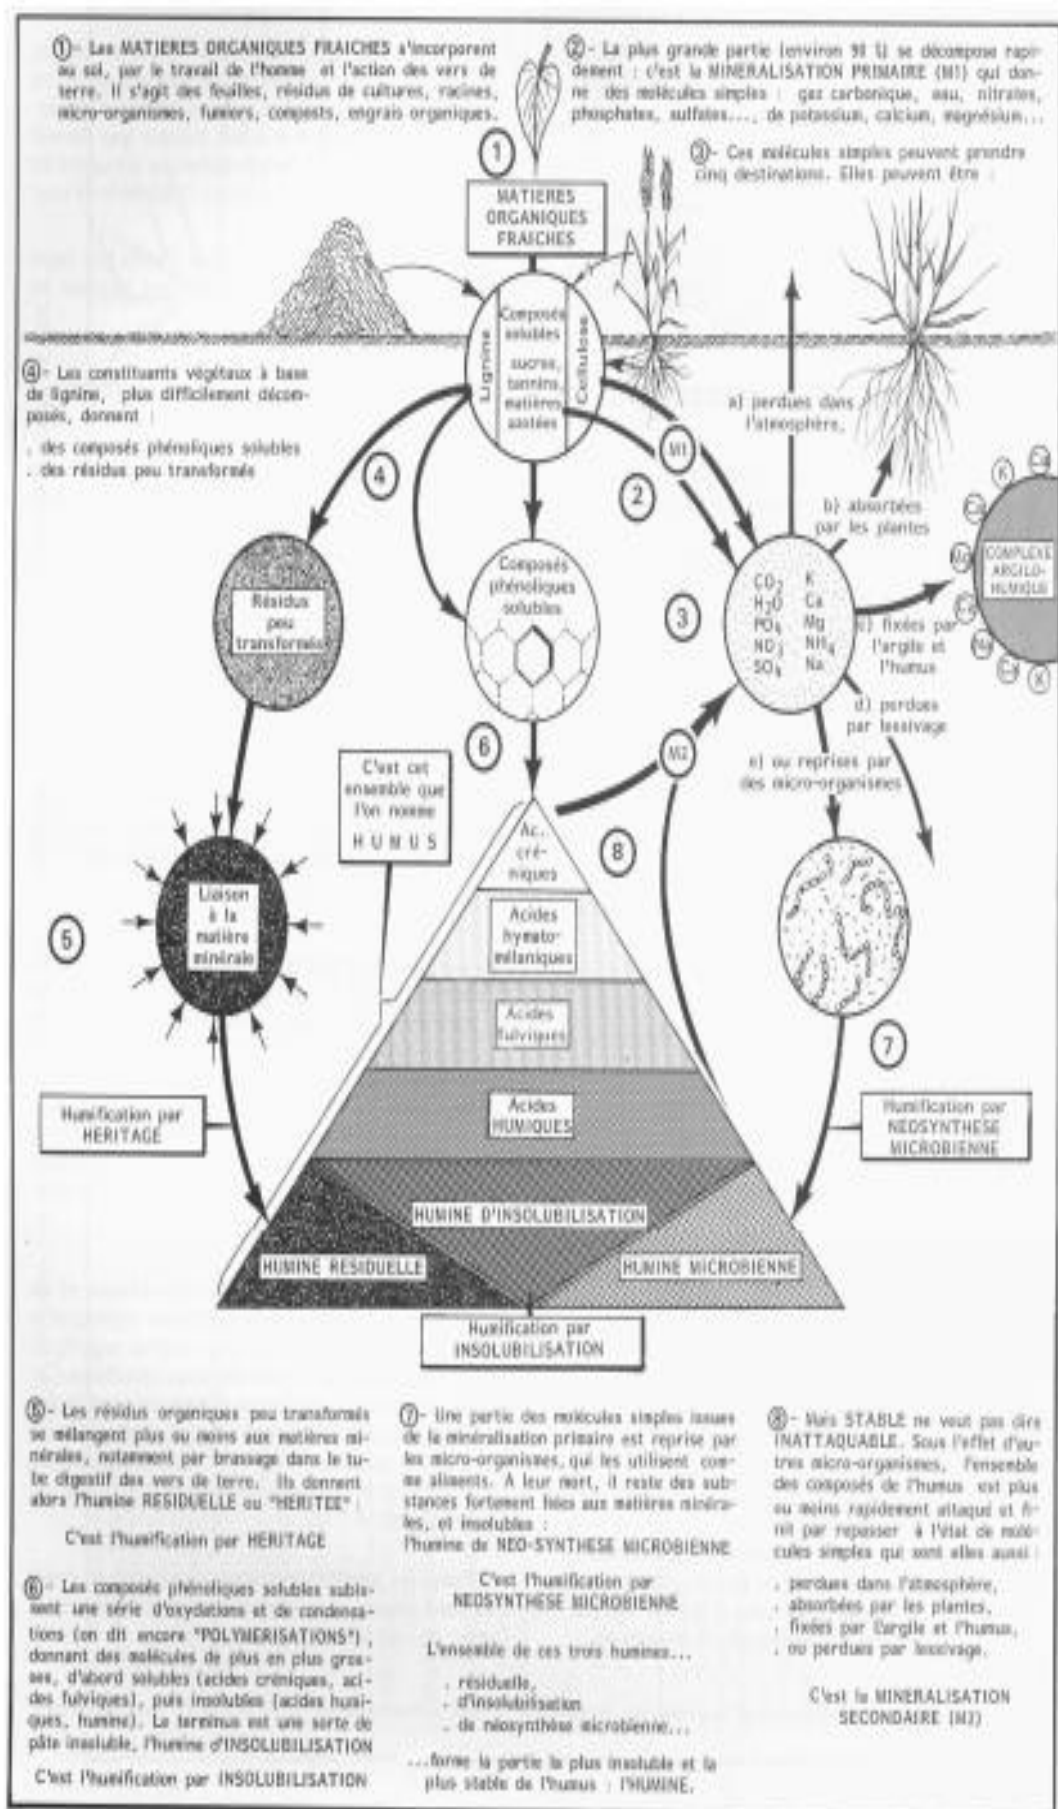 ①- Les MATIERES ORGANIQUES FRAICHES s'incorporent
au sol, par le travail de l'homme et l'action des vers de
terre. Il s'agit des feuilles, résidus de cultures, racines,
micro-organismes, fumiers, composts, engrais organiques.
②- La plus grande partie (environ 90 %) se décompose rapi-
dement : c'est la MINERALISATION PRIMAIRE (M1) qui don-
ne des molécules simples : gaz carbonique, eau, nitrates,
phosphates, sulfates..., de potassium, calcium, magnésium...
③- Ces molécules simples peuvent prendre
cinq destinations. Elles peuvent être :
1
MATIERES
ORGANIQUES
FRAICHES
Lignine
Composés
solubles
sucres,
tannins,
matières
azotées
Cellulose
④- Les constituants végétaux à base
de lignine, plus difficilement décom-
posés, donnent :
. des composés phénoliques solubles
. des résidus peu transformés
4
M1
2
a) perdues dans
l'atmosphère,
b) absorbées
par les plantes
K
Ca
Ca
Mg
COMPLEXE
ARGILO-
HUMIQUE
Ca
Na
Ca
K
Résidus
peu
transformés
Composés
phénoliques
solubles
3
CO2 K
H2O Ca
PO4 Mg
NO3 NH4
SO4 Na
c) fixées par
l'argile et
l'humus
d) perdues
par lessivage
e) ou reprises par
des micro-organismes
6
M2
C'est cet
ensemble que
l'on nomme
HUMUS
8
Ac.
cré-
niques
5
Liaison
à la
matière
minérale
Acides
hymato-
mélaniques
Acides
fulviques
7
Humification par
HERITAGE
Acides
HUMIQUES
Humification par
NEOSYNTHESE
MICROBIENNE
HUMINE D'INSOLUBILISATION
HUMINE RESIDUELLE
HUMINE MICROBIENNE
Humification par
INSOLUBILISATION
⑤- Les résidus organiques peu transformés
se mélangent plus ou moins aux matières mi-
nérales, notamment par brassage dans le tu-
be digestif des vers de terre. Ils donnent
alors l'humine RESIDUELLE ou "HERITEE" :
C'est l'humification par HERITAGE
⑥- Les composés phénoliques solubles subis-
sent une série d'oxydations et de condensa-
tions (on dit encore "POLYMERISATIONS"),
donnant des molécules de plus en plus gros-
ses, d'abord solubles (acides créniques, aci-
des fulviques), puis insolubles (acides humi-
ques, humine). Le terminus est une sorte de
pâte insoluble, l'humine d'INSOLUBILISATION
C'est l'humification par INSOLUBILISATION
⑦- Une partie des molécules simples issues
de la minéralisation primaire est reprise par
les micro-organismes, qui les utilisent com-
me aliments. A leur mort, il reste des sub-
stances fortement liées aux matières minéra-
les, et insolubles :
l'humine de NEO-SYNTHESE MICROBIENNE
C'est l'humification par
NEOSYNTHESE MICROBIENNE
L'ensemble de ces trois humines...
. résiduelle,
. d'insolubilisation
. de néosynthèse microbienne...
...forme la partie la plus insoluble et la
plus stable de l'humus : l'HUMINE.
⑧- Mais STABLE ne veut pas dire
INATTAQUABLE. Sous l'effet d'au-
tres micro-organismes, l'ensemble
des composés de l'humus est plus
ou moins rapidement attaqué et fi-
nit par repasser à l'état de molé-
cules simples qui sont elles aussi :
. perdues dans l'atmosphère,
. absorbées par les plantes,
. fixées par l'argile et l'humus,
. ou perdues par lessivage.
C'est la MINERALISATION
SECONDAIRE (M2)